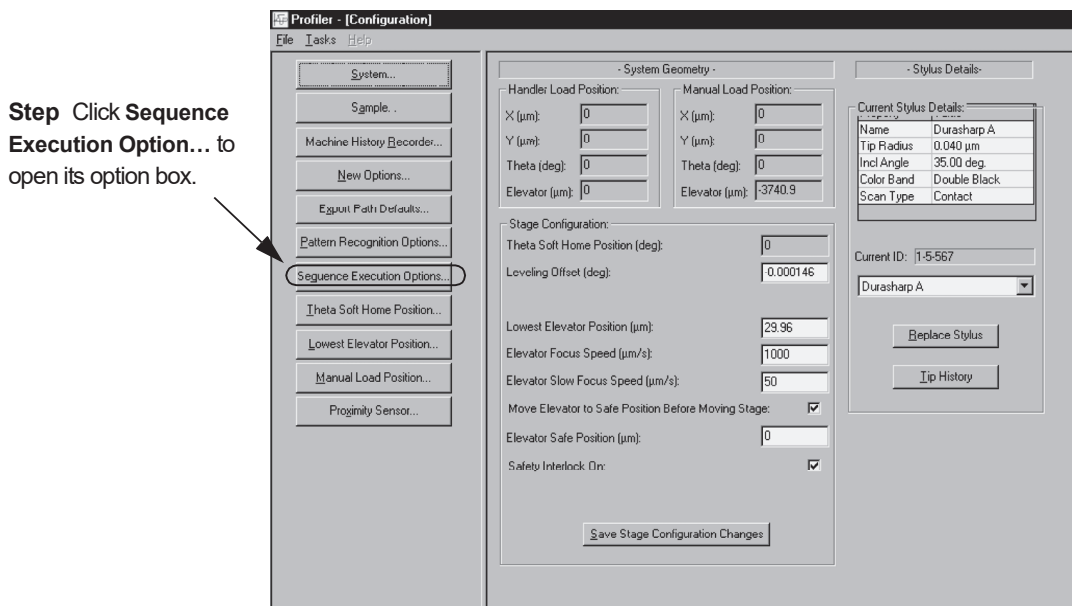 Profiler - [Configuration]
File Tasks Help
Step Click Sequence
Execution Option… to
open its option box.
System...
Sample. .
Machine History Recorder...
New Options...
Export Path Defaults...
Pattern Recognition Options...
Sequence Execution Options...
Theta Soft Home Position...
Lowest Elevator Position...
Manual Load Position...
Proximity Sensor...
- System Geometry -
Handler Load Position:
X (µm): 0
Y (µm): 0
Theta (deg): 0
Elevator (µm): 0
Manual Load Position:
X (µm): 0
Y (µm): 0
Theta (deg): 0
Elevator (µm): -3740.9
Stage Configuration:
Theta Soft Home Position (deg): 0
Leveling Offset (deg): 0.000146
Lowest Elevator Position (µm): 29.96
Elevator Focus Speed (µm/s): 1000
Elevator Slow Focus Speed (µm/s): 50
Move Elevator to Safe Position Before Moving Stage:
Elevator Safe Position (µm): 0
Safety Interlock On:
Save Stage Configuration Changes
- Stylus Details-
Current Stylus Details:
Name Durasharp A
Tip Radius 0.040 µm
Incl Angle 35.00 deg.
Color Band Double Black
Scan Type Contact
Current ID: 1-5-567
Durasharp A
Replace Stylus
Tip History